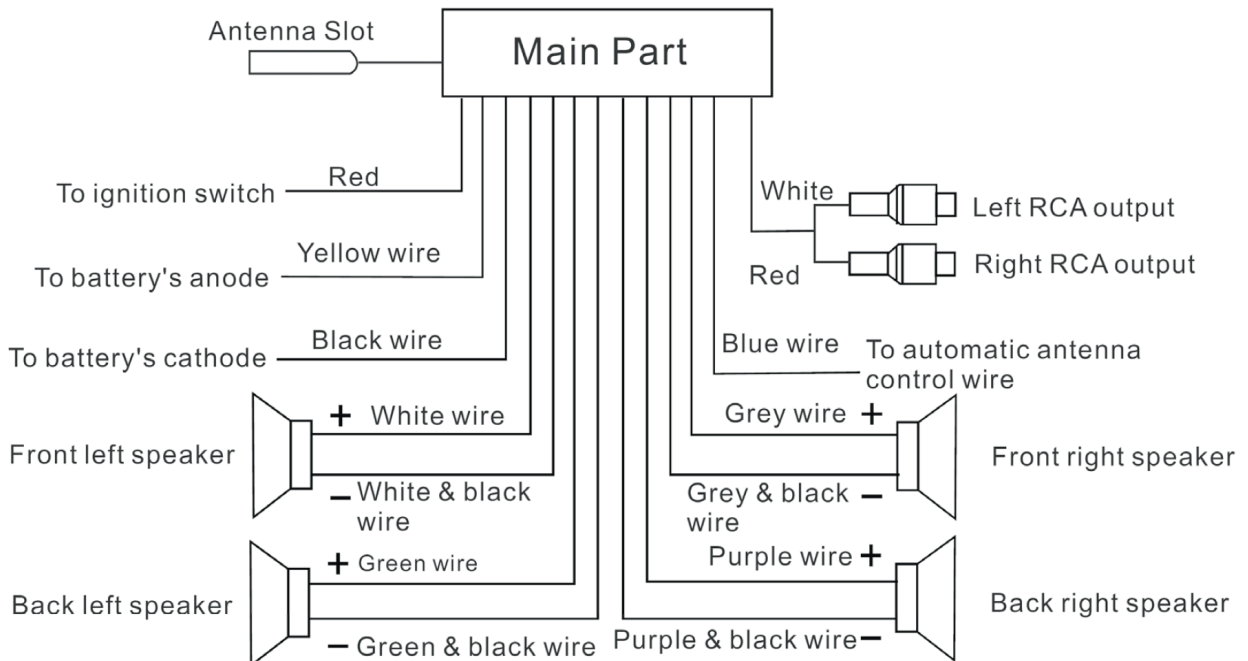 Antenna Slot
Main Part
To ignition switch
Red
White
Left RCA output
Yellow wire
To battery's anode
Red
Right RCA output
Black wire
To battery's cathode
Blue wire
To automatic antenna
control wire
+ White wire
Front left speaker
– White & black
wire
Grey wire +
Front right speaker
Grey & black –
wire
+ Green wire
Back left speaker
– Green & black wire
Purple wire +
Back right speaker
Purple & black wire –